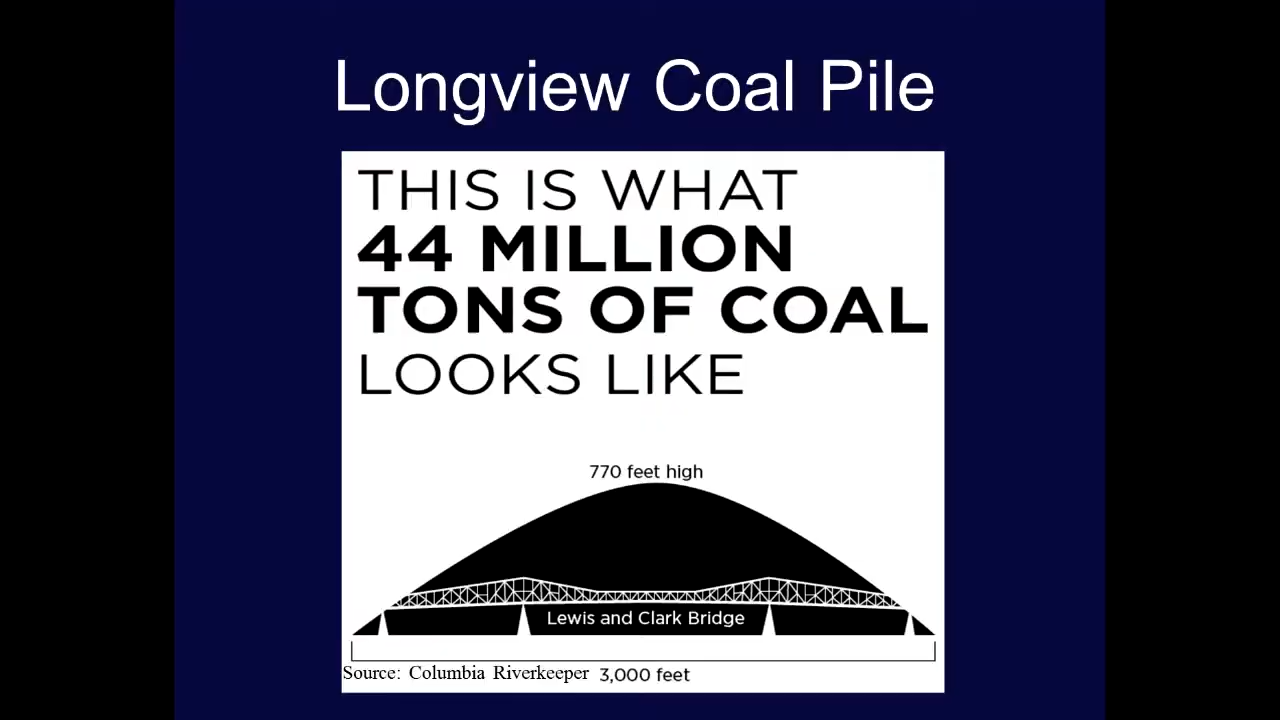 Longview Coal Pile
THIS IS WHAT
44 MILLION
TONS OF COAL
LOOKS LIKE
770 feet high
Lewis and Clark Bridge
Source: Columbia Riverkeeper
3,000 feet